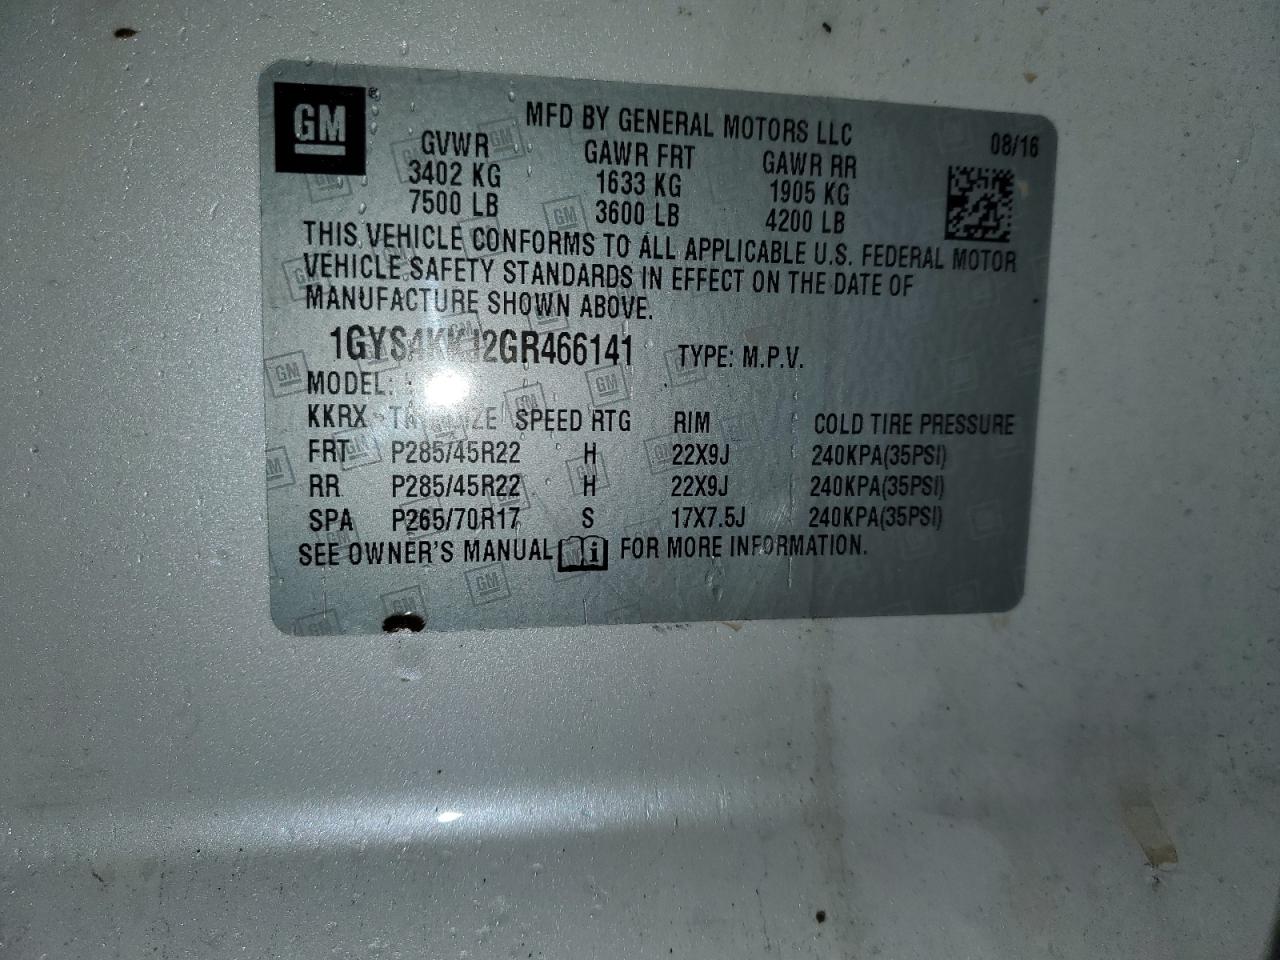 GM®
MFD BY GENERAL MOTORS LLC 08/16
GVWR GAWR FRT GAWR RR
3402 KG 1633 KG 1905 KG
7500 LB 3600 LB 4200 LB
THIS VEHICLE CONFORMS TO ALL APPLICABLE U.S. FEDERAL MOTOR
VEHICLE SAFETY STANDARDS IN EFFECT ON THE DATE OF
MANUFACTURE SHOWN ABOVE.
1GYS4KKJ2GR466141 TYPE: M.P.V.
MODEL:
KKRX SPEED RTG RIM COLD TIRE PRESSURE
FRT P285/45R22 H 22X9J 240KPA(35PSI)
RR P285/45R22 H 22X9J 240KPA(35PSI)
SPA P265/70R17 S 17X7.5J 240KPA(35PSI)
SEE OWNER'S MANUAL FOR MORE INFORMATION.